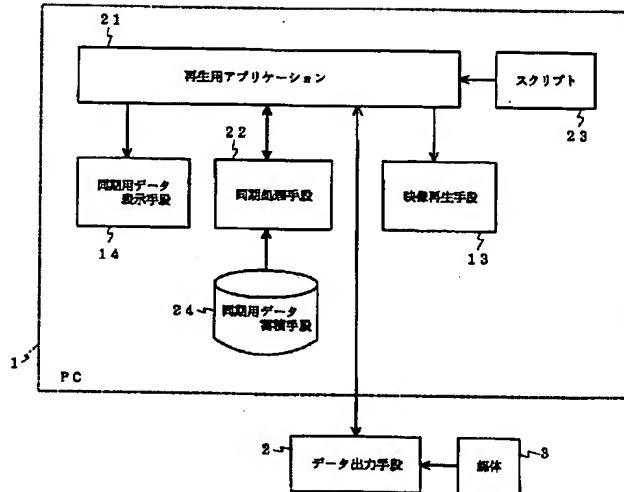 21
再生用アプリケーション
スクリプト
23
22
同期用データ
表示手段
同期処理手段
映像再生手段
14
13
24
同期用データ
蓄積手段
1
PC
2
データ出力手段
媒体
3